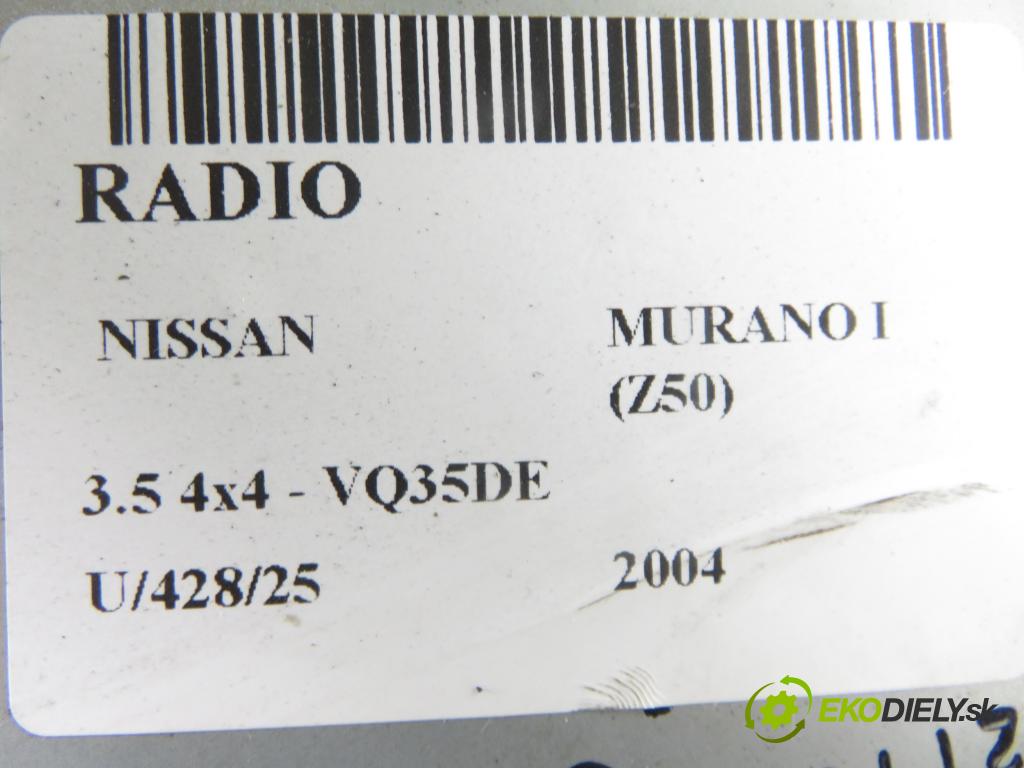 RADIO
NISSAN
MURANO I
(Z50)
3.5 4x4 - VQ35DE
U/428/25
2004
EKODIELY.sk